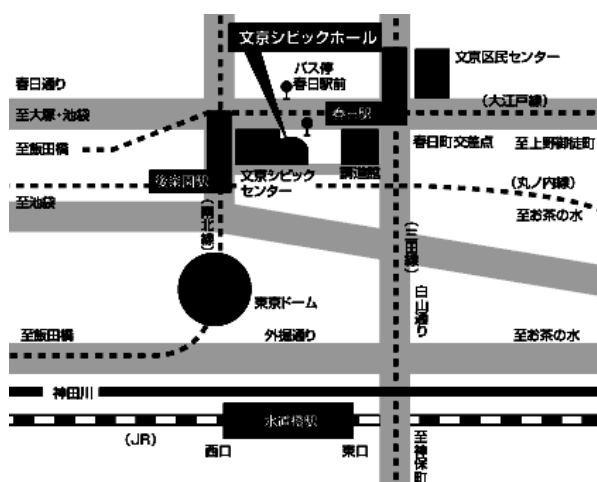 文京シビックホール
文京区民センター
バス停
春日駅前
春日通り
(大江戸線)
春日駅
至大塚・池袋
春日町交差点
至上野御徒町
至飯田橋
講道館
後楽園駅
文京シビック
センター
(丸ノ内線)
至池袋
至お茶の水
(南北線)
(三田線)
白山通り
東京ドーム
至飯田橋
外掘通り
至お茶の水
神田川
水道橋駅
(JR)
西口
東口
至神保町